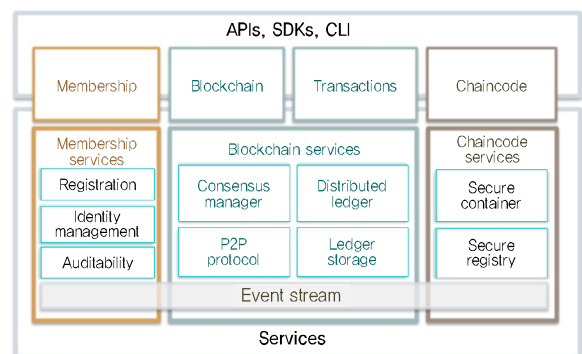 APIs, SDKs, CLI
Membership
Blockchain
Transactions
Chaincode
Membership
services
Registration
Identity
management
Auditability
Blockchain services
Consensus
manager
Distributed
ledger
P2P
protocol
Ledger
storage
Chaincode
services
Secure
container
Secure
registry
Event stream
Services